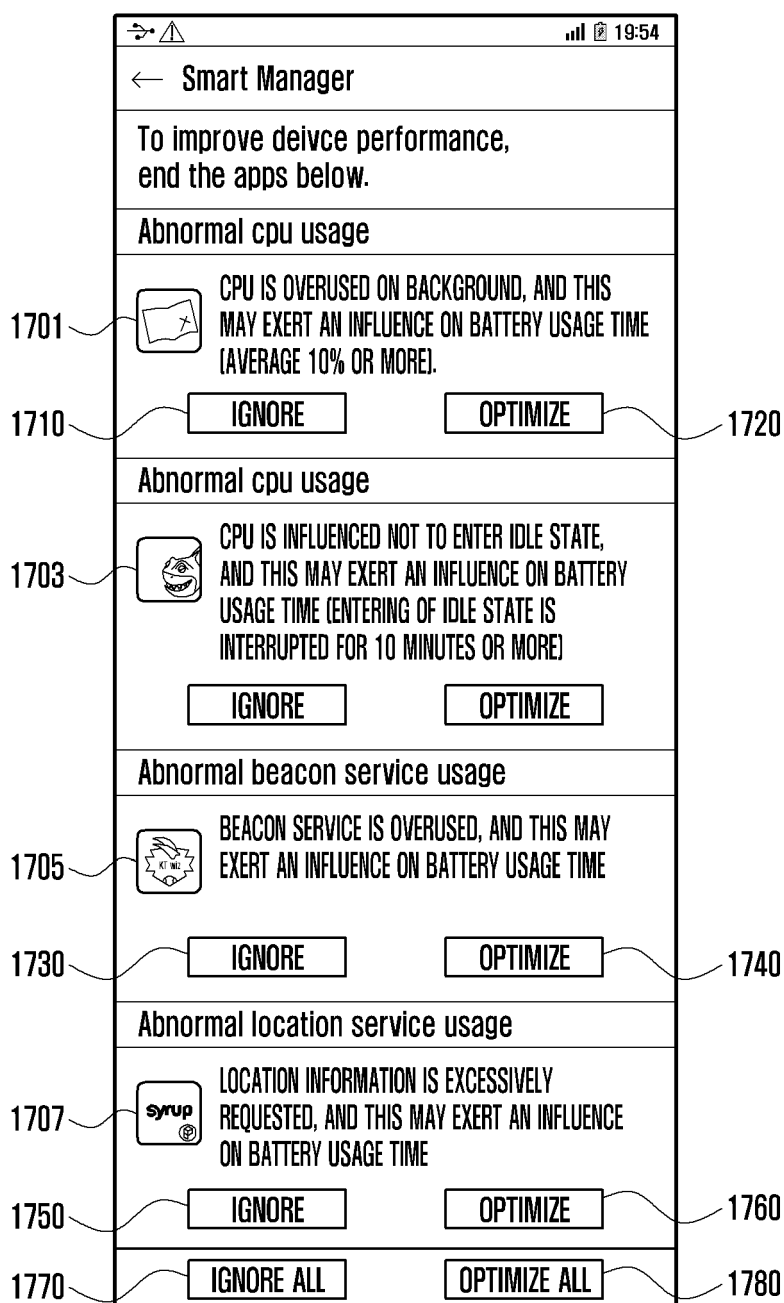 19:54
← Smart Manager
To improve deivce performance,
end the apps below.
Abnormal cpu usage
1701
CPU IS OVERUSED ON BACKGROUND, AND THIS
MAY EXERT AN INFLUENCE ON BATTERY USAGE TIME
(AVERAGE 10% OR MORE).
1710 IGNORE OPTIMIZE 1720
Abnormal cpu usage
1703
CPU IS INFLUENCED NOT TO ENTER IDLE STATE,
AND THIS MAY EXERT AN INFLUENCE ON BATTERY
USAGE TIME (ENTERING OF IDLE STATE IS
INTERRUPTED FOR 10 MINUTES OR MORE)
IGNORE OPTIMIZE
Abnormal beacon service usage
1705
KT wiz
BEACON SERVICE IS OVERUSED, AND THIS MAY
EXERT AN INFLUENCE ON BATTERY USAGE TIME
1730 IGNORE OPTIMIZE 1740
Abnormal location service usage
1707
syrup
LOCATION INFORMATION IS EXCESSIVELY
REQUESTED, AND THIS MAY EXERT AN INFLUENCE
ON BATTERY USAGE TIME
1750 IGNORE OPTIMIZE 1760
1770 IGNORE ALL OPTIMIZE ALL 1780